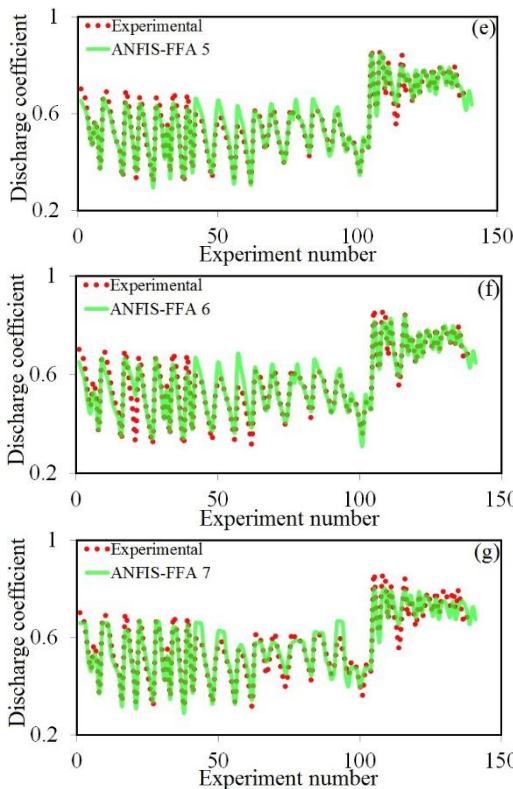 1
(e)
Experimental
ANFIS-FFA 5
Discharge coefficient
0.6
0.2
0
50
100
150
Experiment number
1
(f)
Experimental
ANFIS-FFA 6
Discharge coefficient
0.6
0.2
0
50
100
150
Experiment number
1
(g)
Experimental
ANFIS-FFA 7
Discharge coefficient
0.6
0.2
0
50
100
150
Experiment number